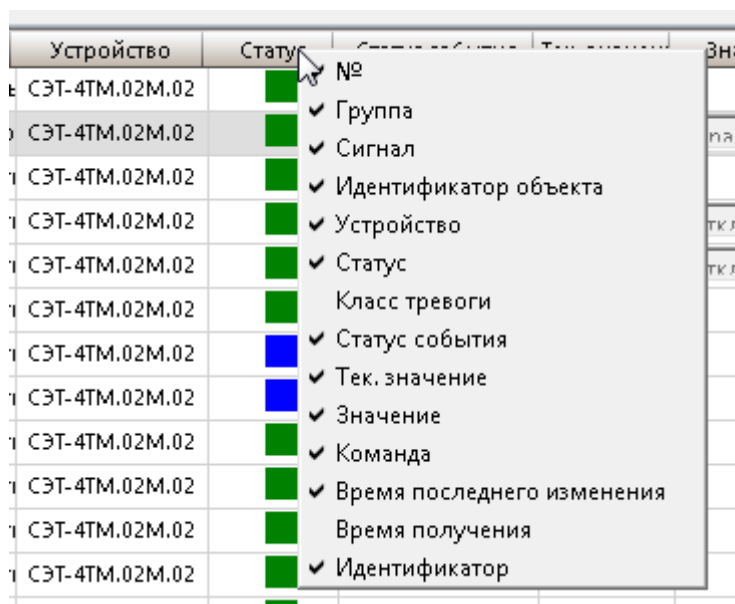 Устройство Статус
СЭТ-4ТМ.02М.02
СЭТ-4ТМ.02М.02
СЭТ-4ТМ.02М.02
СЭТ-4ТМ.02М.02
СЭТ-4ТМ.02М.02
СЭТ-4ТМ.02М.02
СЭТ-4ТМ.02М.02
СЭТ-4ТМ.02М.02
СЭТ-4ТМ.02М.02
СЭТ-4ТМ.02М.02
СЭТ-4ТМ.02М.02
СЭТ-4ТМ.02М.02
№
Группа
Сигнал
Идентификатор объекта
Устройство
Статус
Класс тревоги
Статус события
Тек. значение
Значение
Команда
Время последнего изменения
Время получения
Идентификатор